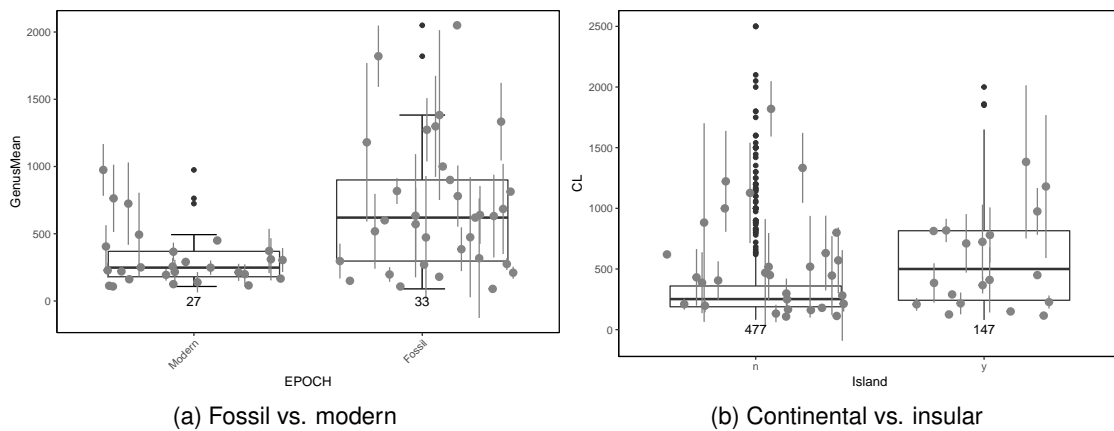 2000
1500
1000
500
0
GenusMean
27
33
Modern
Fossil
EPOCH
(a) Fossil vs. modern
2500
2000
1500
1000
500
0
CL
477
147
n
y
Island
(b) Continental vs. insular